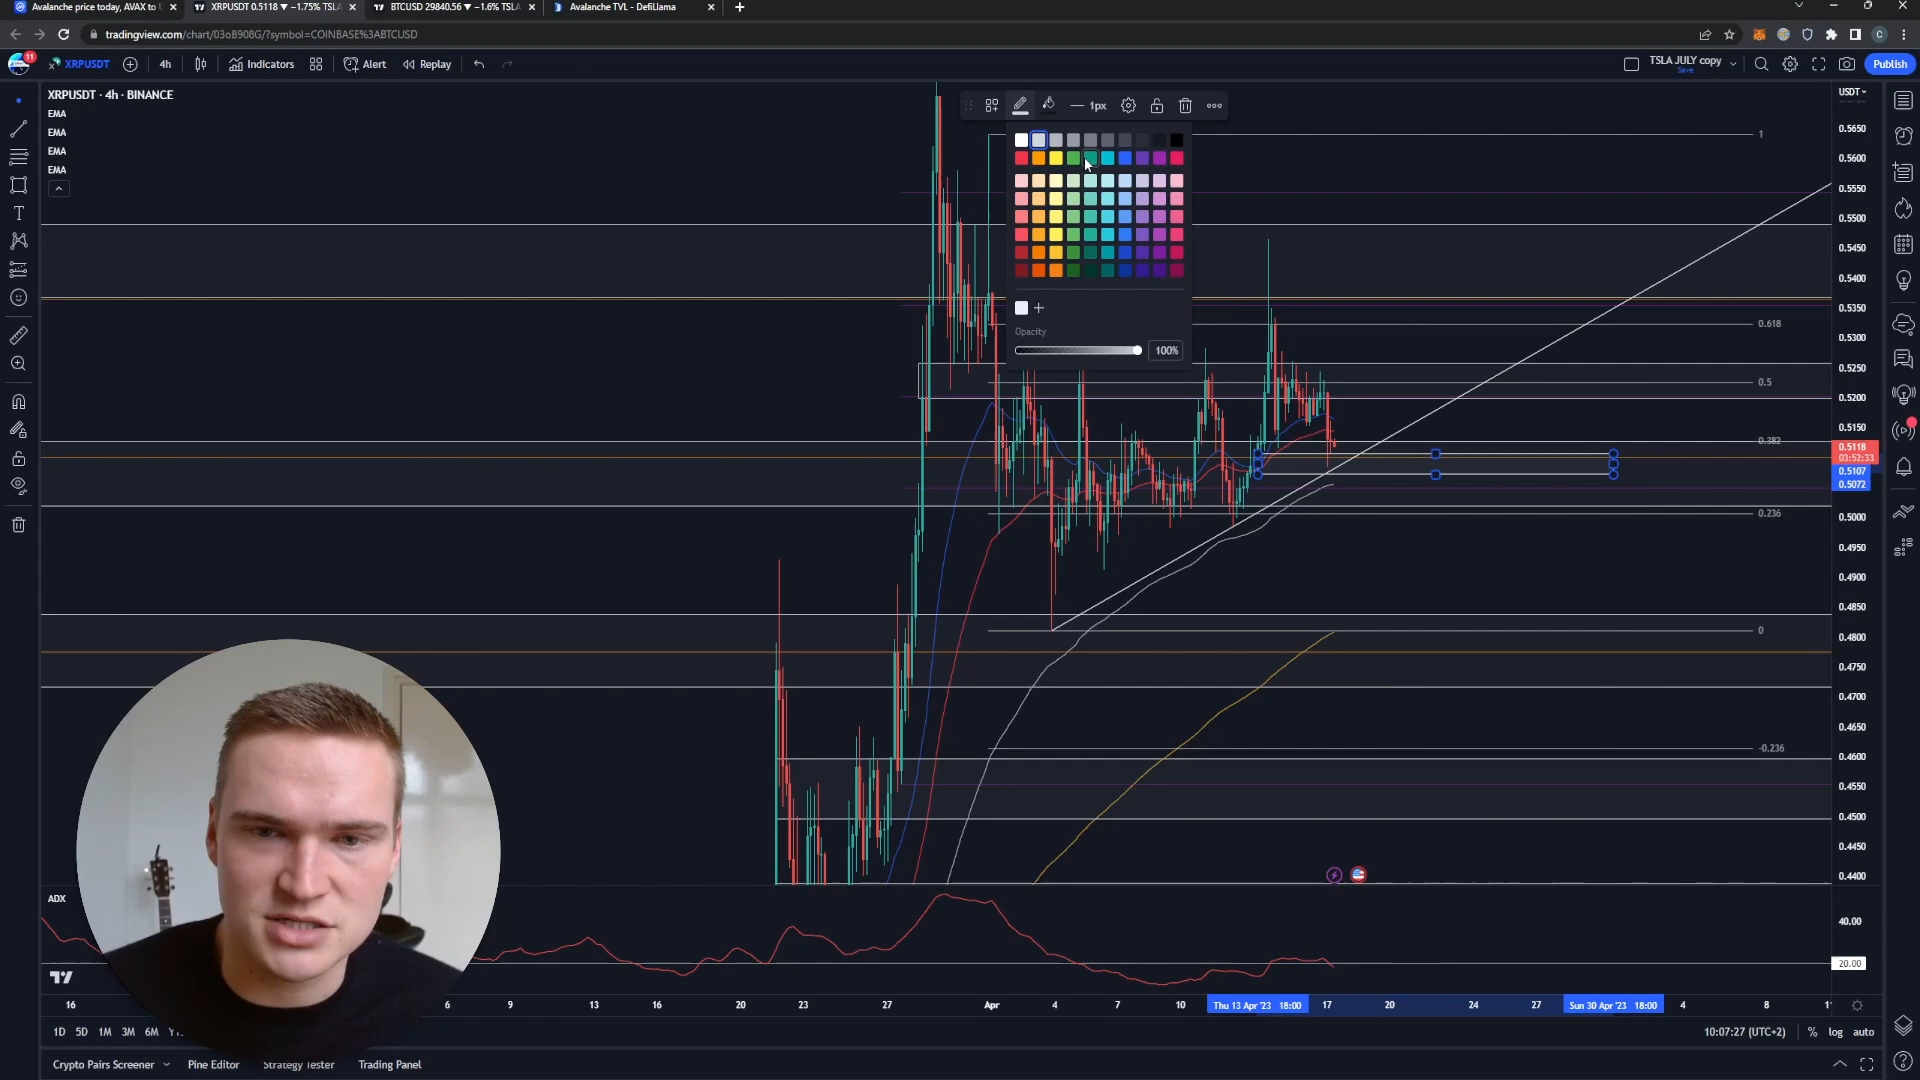 Avalanche price today, AVAX to U
XRPUSDT 0.5118 ▼ −1.75% TSLA
BTCUSD 29840.56 ▼ −1.6% TSLA
Avalanche TVL - DefiLlama
tradingview.com/chart/03oB908G/?symbol=COINBASE%3ABTCUSD
11
XRPUSDT
4h
Indicators
Alert
Replay
TSLA JULY copy
Save
Publish
XRPUSDT · 4h · BINANCE
EMA
EMA
EMA
EMA
1px
Opacity
100%
1
0.618
0.5
0.382
0.236
0
-0.236
USDT
0.5650
0.5600
0.5550
0.5500
0.5450
0.5400
0.5350
0.5300
0.5250
0.5200
0.5150
0.5118
03:52:33
0.5107
0.5072
0.5000
0.4950
0.4900
0.4850
0.4800
0.4750
0.4700
0.4650
0.4600
0.4550
0.4500
0.4450
0.4400
ADX
40.00
20.00
16
6
9
13
16
20
23
27
Apr
4
7
10
Thu 13 Apr '23 18:00
17
20
24
27
Sun 30 Apr '23 18:00
4
8
1D 5D 1M 3M 6M
10:07:27 (UTC+2)
%
log
auto
Crypto Pairs Screener
Pine Editor
Strategy Tester
Trading Panel